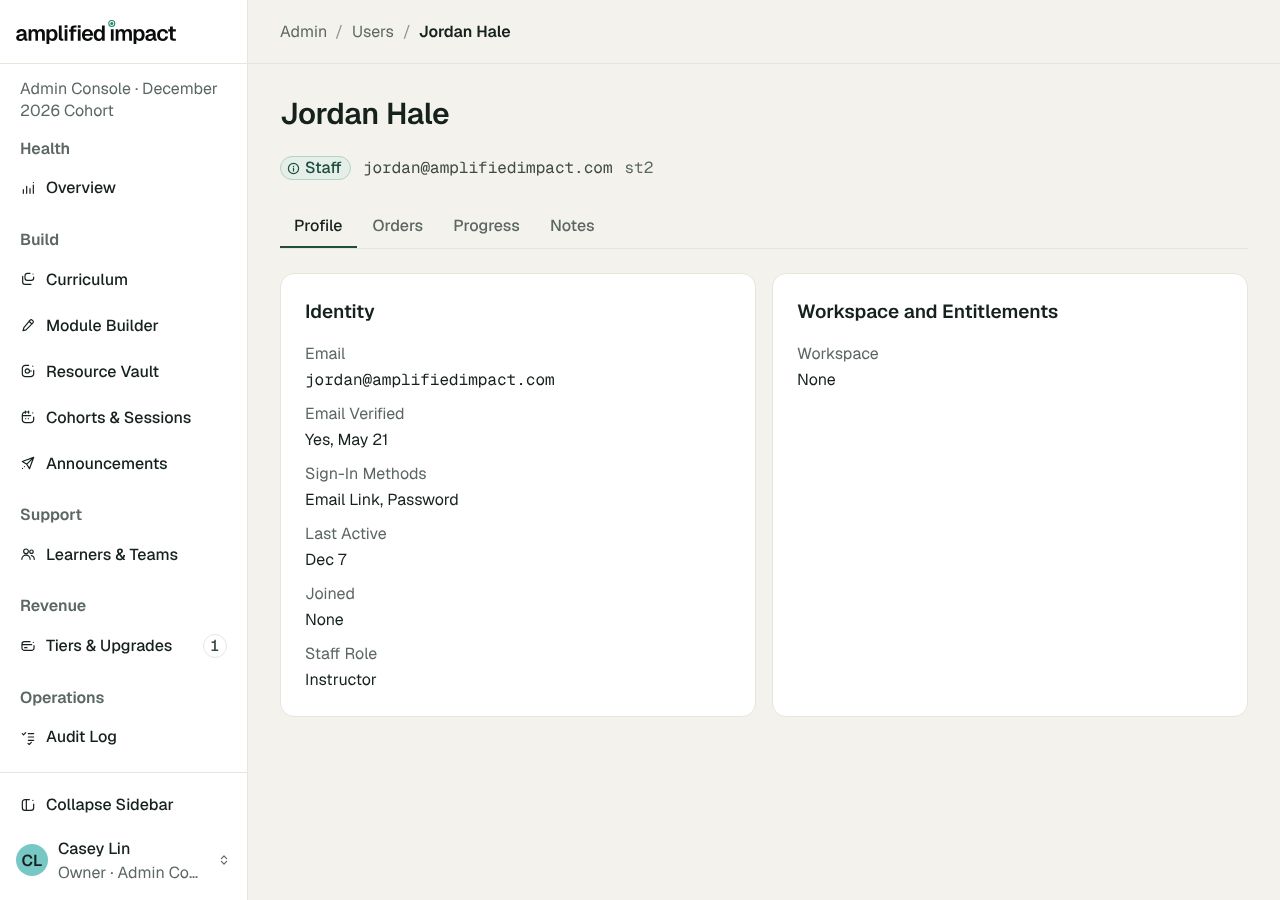 amplified impact
Admin Console · December
2026 Cohort
Health
Overview
Build
Curriculum
Module Builder
Resource Vault
Cohorts & Sessions
Announcements
Support
Learners & Teams
Revenue
Tiers & Upgrades 1
Operations
Audit Log
Collapse Sidebar
CL
Casey Lin
Owner · Admin Co...
Admin / Users / Jordan Hale
Jordan Hale
Staff jordan@amplifiedimpact.com st2
Profile Orders Progress Notes
Identity
Email
jordan@amplifiedimpact.com
Email Verified
Yes, May 21
Sign-In Methods
Email Link, Password
Last Active
Dec 7
Joined
None
Staff Role
Instructor
Workspace and Entitlements
Workspace
None